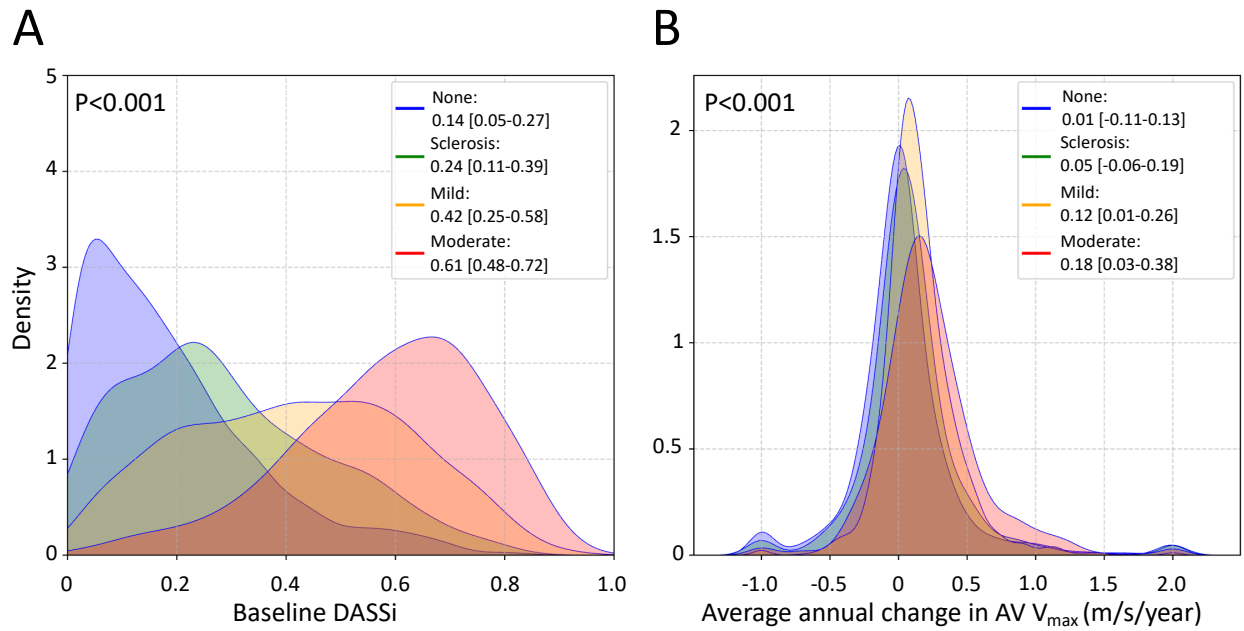 A
P<0.001
None:
0.14 [0.05-0.27]
Sclerosis:
0.24 [0.11-0.39]
Mild:
0.42 [0.25-0.58]
Moderate:
0.61 [0.48-0.72]
5
4
3
2
1
0
Density
0 0.2 0.4 0.6 0.8 1.0
Baseline DASSi
B
P<0.001
None:
0.01 [-0.11-0.13]
Sclerosis:
0.05 [-0.06-0.19]
Mild:
0.12 [0.01-0.26]
Moderate:
0.18 [0.03-0.38]
2
1.5
1
0.5
0
-1.0 -0.5 0 0.5 1.0 1.5 2.0
Average annual change in AV Vmax (m/s/year)